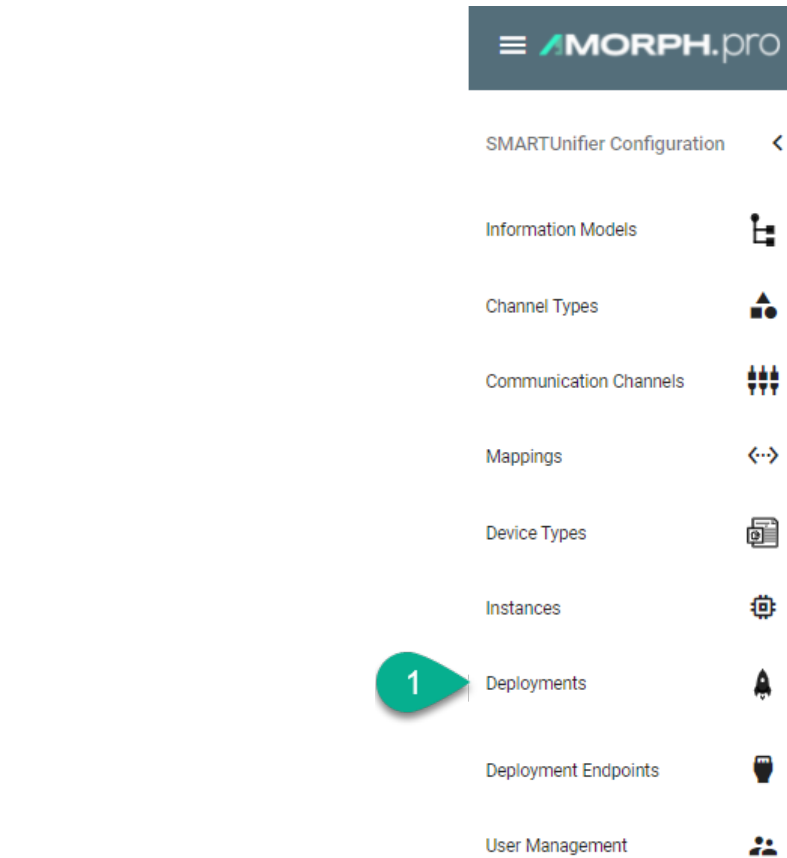 AMORPH.pro
SMARTUnifier Configuration
Information Models
Channel Types
Communication Channels
Mappings
Device Types
Instances
1
Deployments
Deployment Endpoints
User Management